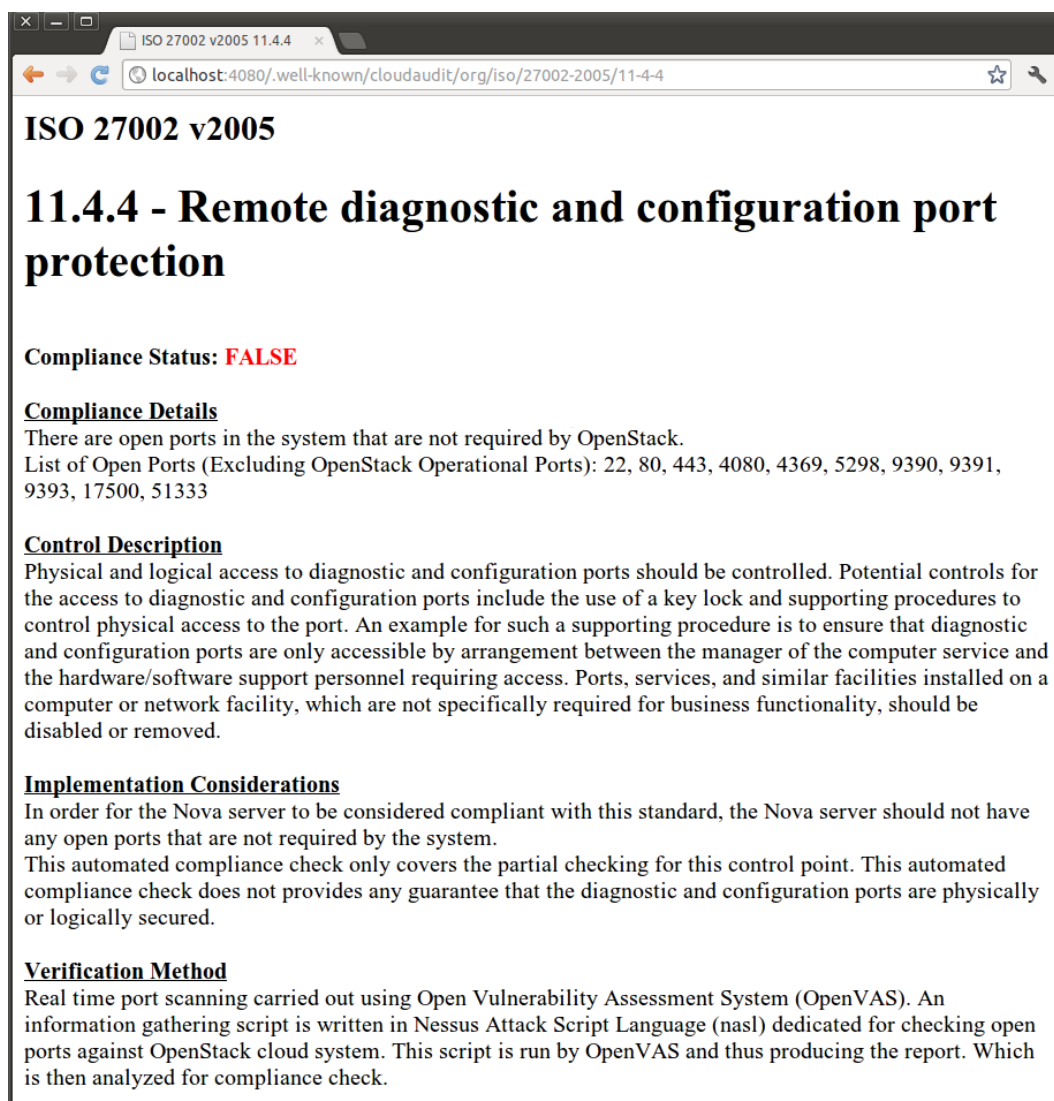 ISO 27002 v2005 11.4.4
localhost:4080/.well-known/cloudaudit/org/iso/27002-2005/11-4-4
ISO 27002 v2005
11.4.4 - Remote diagnostic and configuration port
protection
Compliance Status: FALSE
Compliance Details
There are open ports in the system that are not required by OpenStack.
List of Open Ports (Excluding OpenStack Operational Ports): 22, 80, 443, 4080, 4369, 5298, 9390, 9391,
9393, 17500, 51333
Control Description
Physical and logical access to diagnostic and configuration ports should be controlled. Potential controls for
the access to diagnostic and configuration ports include the use of a key lock and supporting procedures to
control physical access to the port. An example for such a supporting procedure is to ensure that diagnostic
and configuration ports are only accessible by arrangement between the manager of the computer service and
the hardware/software support personnel requiring access. Ports, services, and similar facilities installed on a
computer or network facility, which are not specifically required for business functionality, should be
disabled or removed.
Implementation Considerations
In order for the Nova server to be considered compliant with this standard, the Nova server should not have
any open ports that are not required by the system.
This automated compliance check only covers the partial checking for this control point. This automated
compliance check does not provides any guarantee that the diagnostic and configuration ports are physically
or logically secured.
Verification Method
Real time port scanning carried out using Open Vulnerability Assessment System (OpenVAS). An
information gathering script is written in Nessus Attack Script Language (nasl) dedicated for checking open
ports against OpenStack cloud system. This script is run by OpenVAS and thus producing the report. Which
is then analyzed for compliance check.